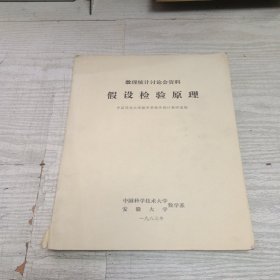 数理统计讨论会资料
假设检验原理
中国科学技术大学
安徽大学
数学系
一九八三年